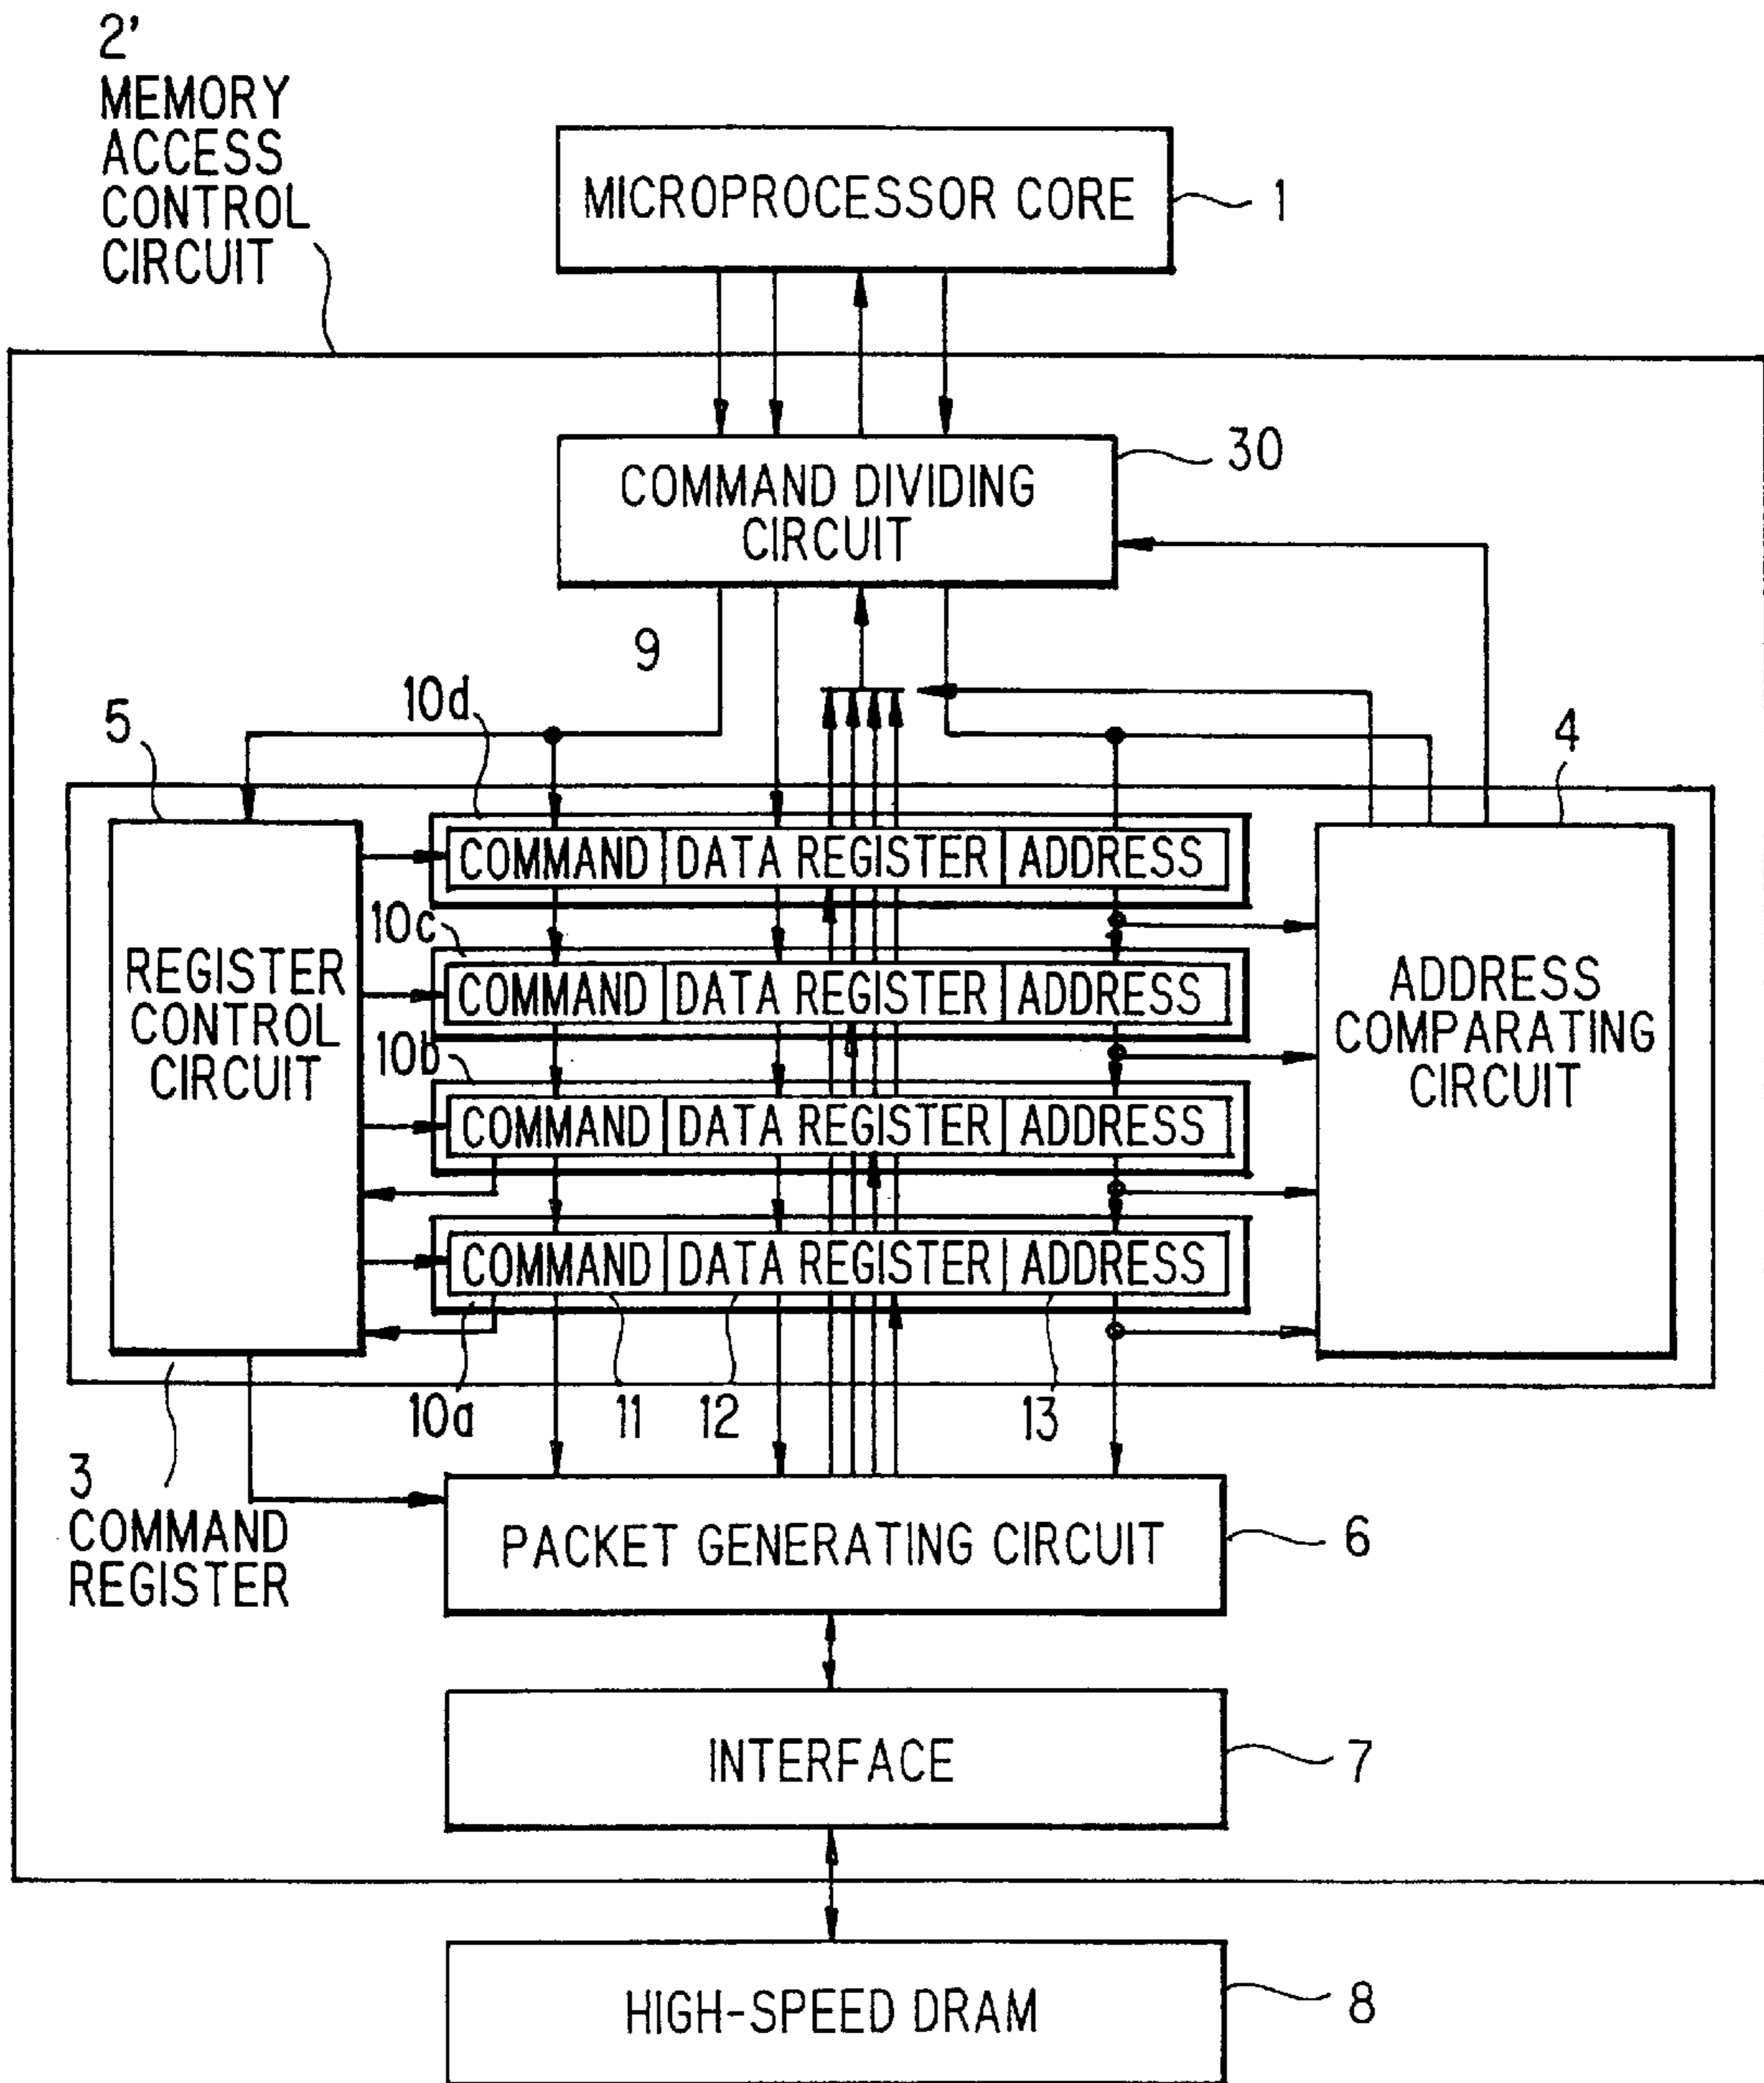 2'
MEMORY
ACCESS
CONTROL
CIRCUIT
MICROPROCESSOR CORE
1
COMMAND DIVIDING
CIRCUIT
30
9
10d
5
4
COMMAND DATA REGISTER ADDRESS
10c
COMMAND DATA REGISTER ADDRESS
REGISTER
CONTROL
CIRCUIT
ADDRESS
COMPARATING
CIRCUIT
10b
COMMAND DATA REGISTER ADDRESS
COMMAND DATA REGISTER ADDRESS
10a
11
12
13
3
COMMAND
REGISTER
PACKET GENERATING CIRCUIT
6
INTERFACE
7
HIGH-SPEED DRAM
8